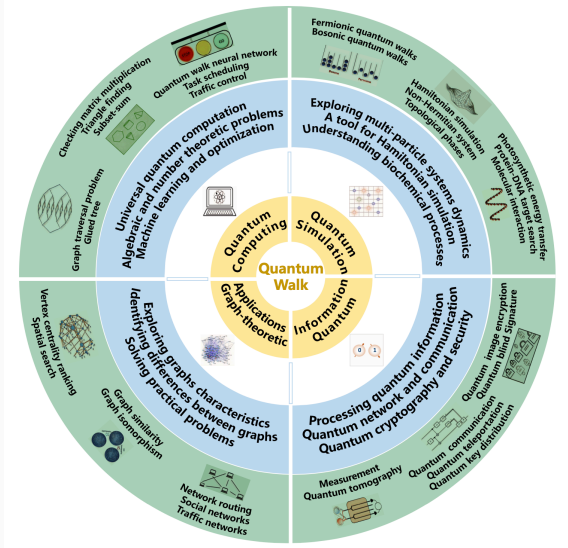 Quantum
Walk
Quantum
Computing
Quantum
Simulation
Applications
Graph-theoretic
Information
Quantum
Universal quantum computation
Algebraic and number theoretic problems
Machine learning and optimization
Exploring multi-particle systems dynamics
A tool for Hamiltonian simulation
Understanding biochemical processes
Exploring graphs characteristics
Identifying differences between graphs
Solving practical problems
Processing quantum information
Quantum network and communication
Quantum cryptography and security
Graph traversal problem
Glued tree
Checking matrix multiplication
Triangle finding
Subset-sum
Quantum walk neural network
Task scheduling
Traffic control
Fermionic quantum walks
Bosonic quantum walks
Hamiltonian simulation
Non-Hermitian system
Topological phases
Photosynthetic energy transfer
Protein-DNA target search
Molecular interaction
Vertex centrality ranking
Spatial search
Graph similarity
Graph isomorphism
Network routing
Social networks
Traffic networks
Measurement
Quantum tomography
Quantum communication
Quantum teleportation
Quantum key distribution
Quantum image encryption
Quantum blind Signature
0 1